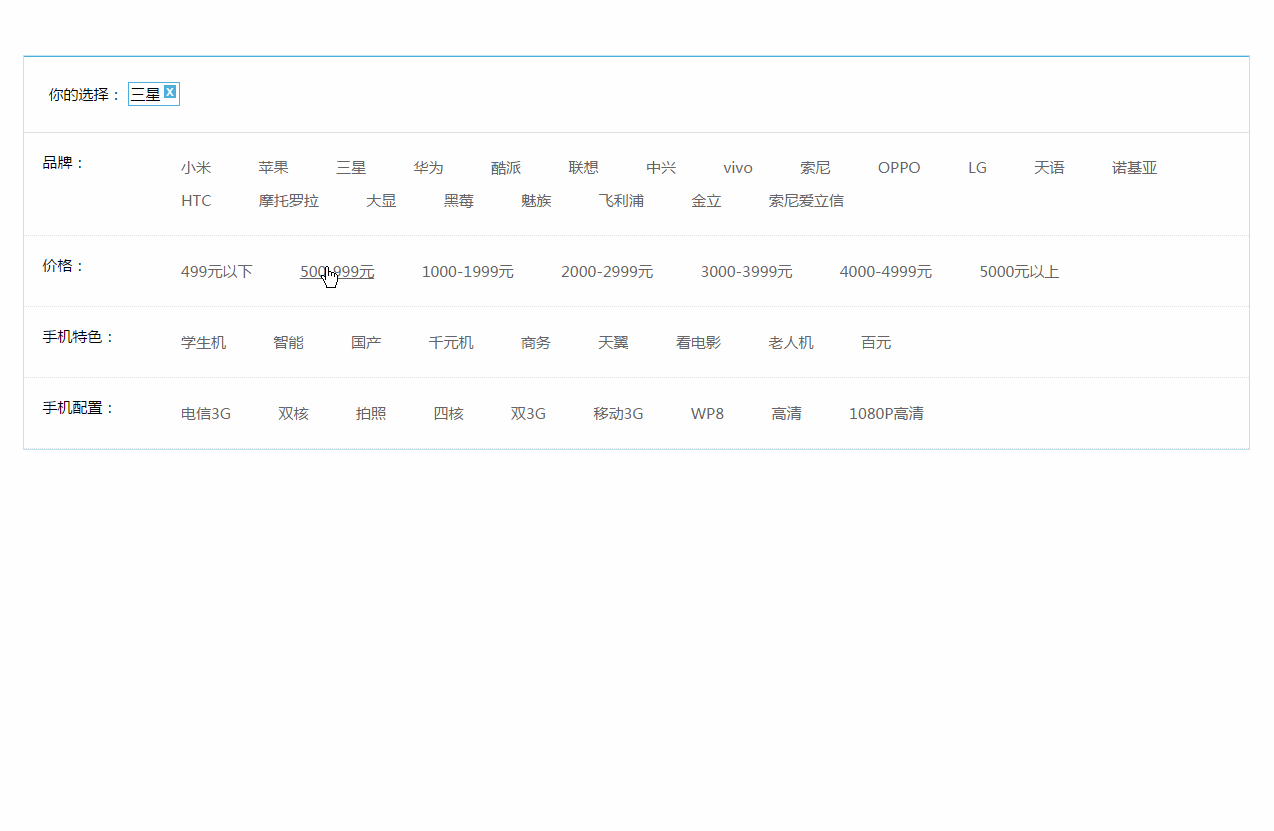 你的选择： 三星 X
品牌： 小米 苹果 三星 华为 酷派 联想 中兴 vivo 索尼 OPPO LG 天语 诺基亚
HTC 摩托罗拉 大显 黑莓 魅族 飞利浦 金立 索尼爱立信
价格： 499元以下 500-999元 1000-1999元 2000-2999元 3000-3999元 4000-4999元 5000元以上
手机特色： 学生机 智能 国产 千元机 商务 天翼 看电影 老人机 百元
手机配置： 电信3G 双核 拍照 四核 双3G 移动3G WP8 高清 1080P高清